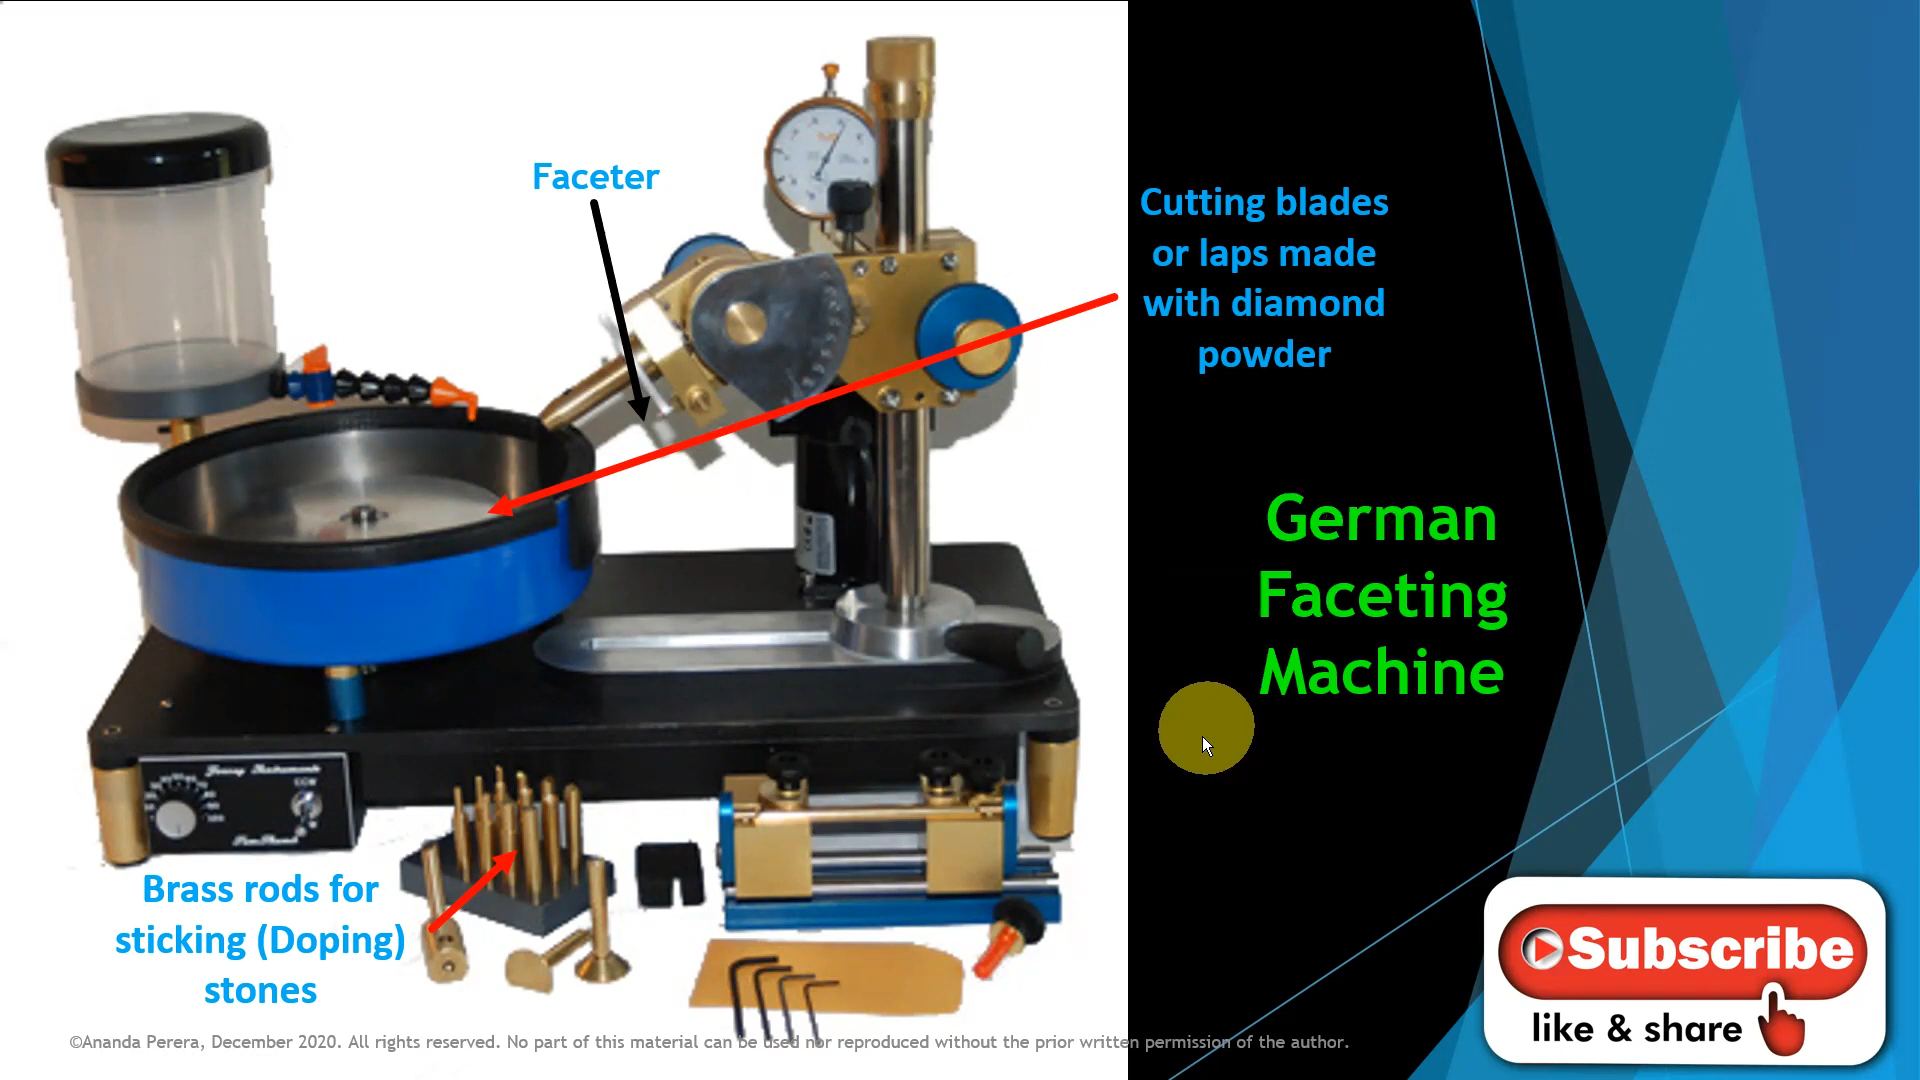 Faceter
Cutting blades
or laps made
with diamond
powder
German
Faceting
Machine
CCW
100
Brass rods for
sticking (Doping)
stones
Subscribe
like & share
©Ananda Perera, December 2020. All rights reserved. No part of this material can be used nor reproduced without the prior written permission of the author.